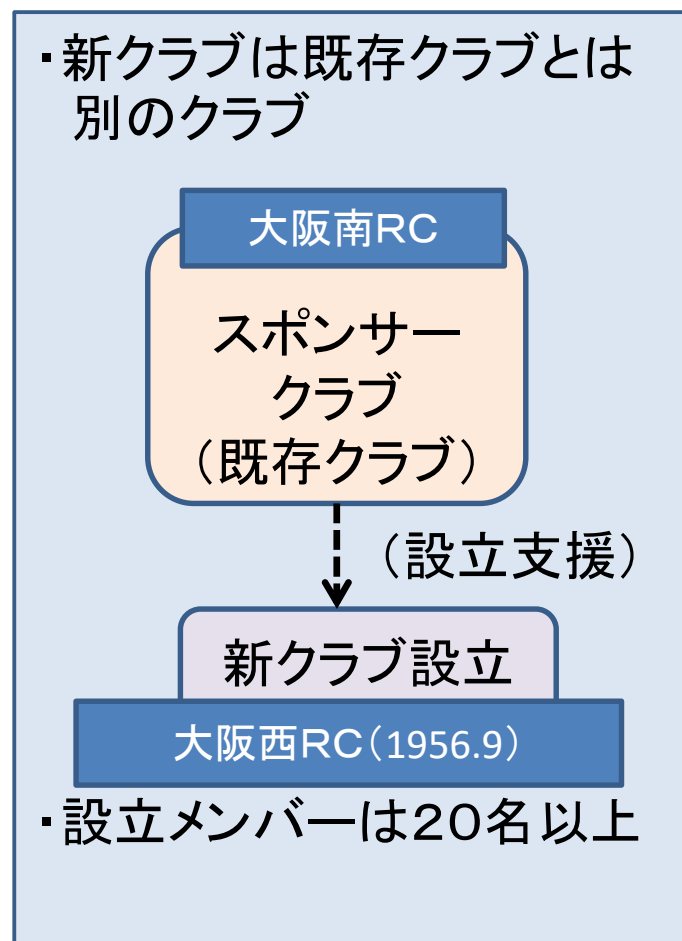 ・新クラブは既存クラブとは
別のクラブ
大阪南ＲＣ
スポンサー
クラブ
（既存クラブ）
（設立支援）
新クラブ設立
大阪西ＲＣ（1956.9）
・設立メンバーは２０名以上